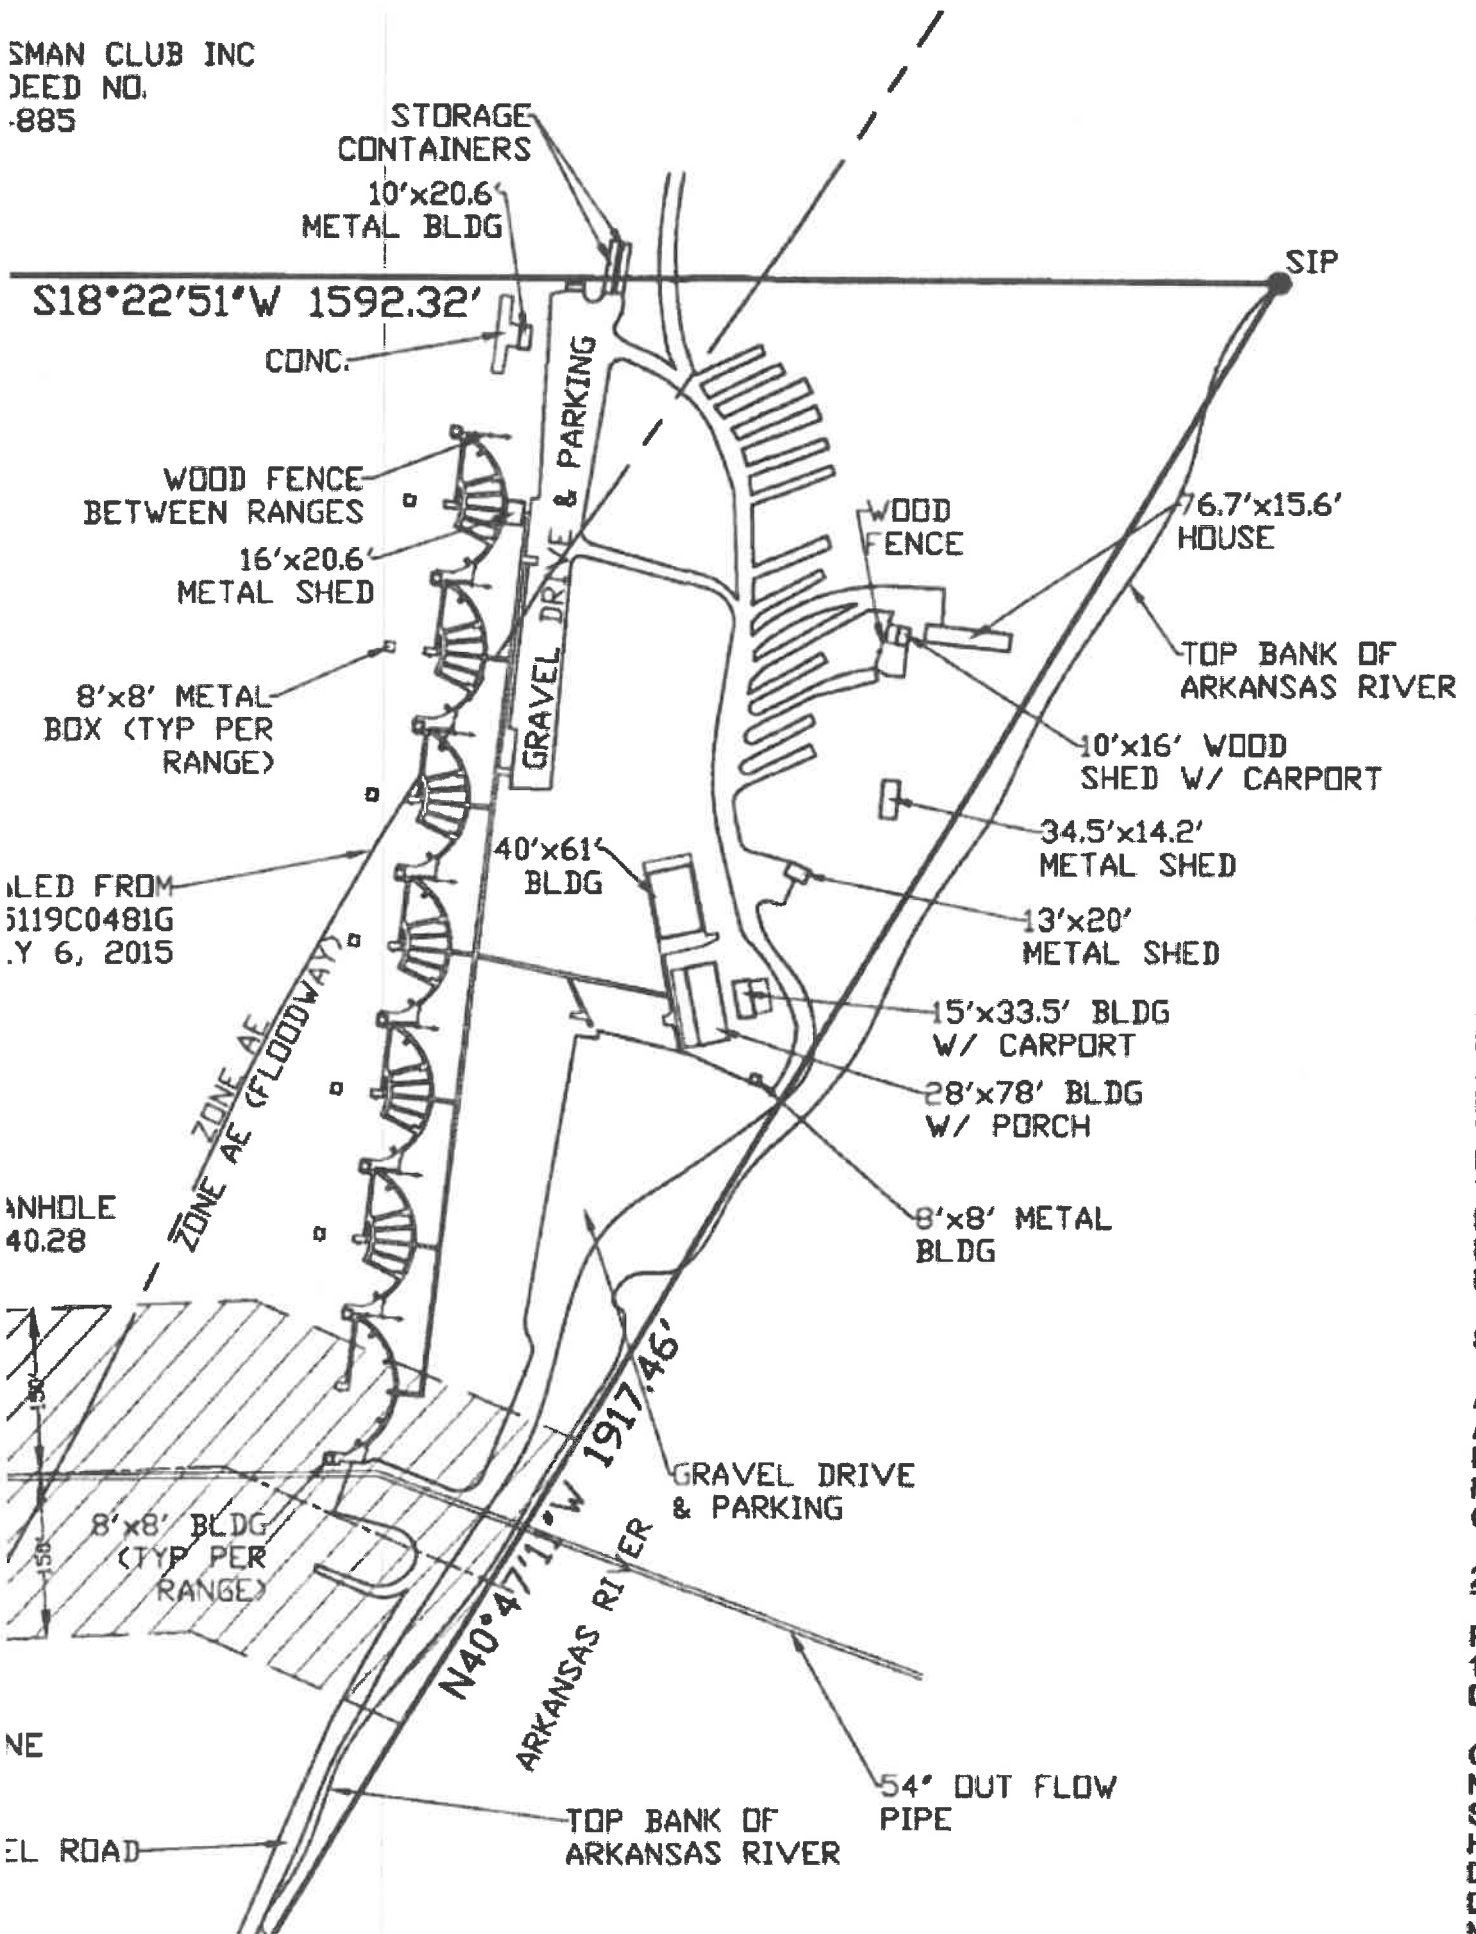 SMAN CLUB INC
DEED NO.
-885
STORAGE
CONTAINERS
10'x20.6'
METAL BLDG
SIP
S18°22'51"W 1592.32'
CONC.
GRAVEL DRIVE & PARKING
WOOD FENCE
BETWEEN RANGES
16'x20.6'
METAL SHED
WOOD
FENCE
76.7'x15.6'
HOUSE
TOP BANK OF
ARKANSAS RIVER
8'x8' METAL
BOX (TYP PER
RANGE)
10'x16' WOOD
SHED W/ CARPORT
34.5'x14.2'
METAL SHED
40'x61'
BLDG
LED FROM
5119C0481G
Y 6, 2015
13'x20'
METAL SHED
15'x33.5' BLDG
W/ CARPORT
28'x78' BLDG
W/ PORCH
ZONE AE
ZONE AE (FLOODWAY)
ANHOLE
40.28
8'x8' METAL
BLDG
150'
N40°47'11"W 1917.46'
GRAVEL DRIVE
& PARKING
8'x8' BLDG
(TYP PER
RANGE)
150'
ARKANSAS RIVER
NE
54" OUT FLOW
PIPE
TOP BANK OF
ARKANSAS RIVER
EL ROAD